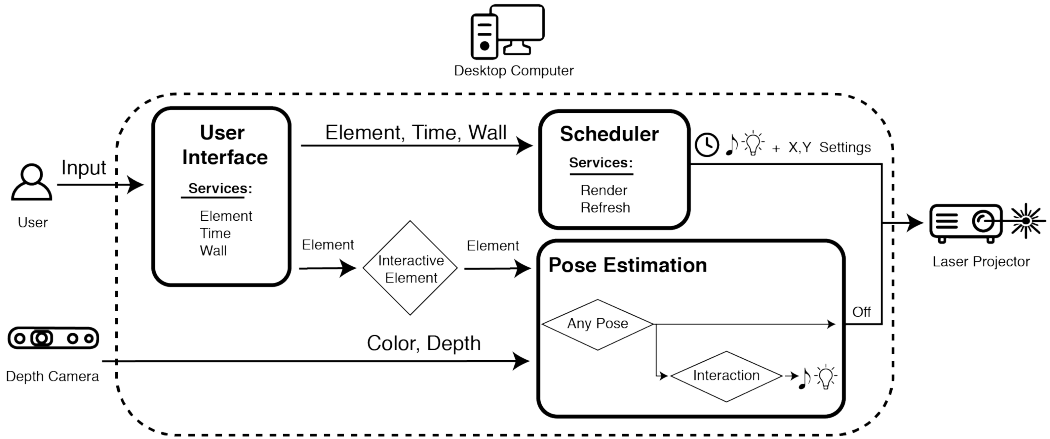 Desktop Computer
User
Interface
Services:
Element
Time
Wall
Element, Time, Wall
Scheduler
Services:
Render
Refresh
+ X,Y Settings
Input
User
Element
Interactive
Element
Element
Pose Estimation
Any Pose
Interaction
Off
Laser Projector
Color, Depth
Depth Camera